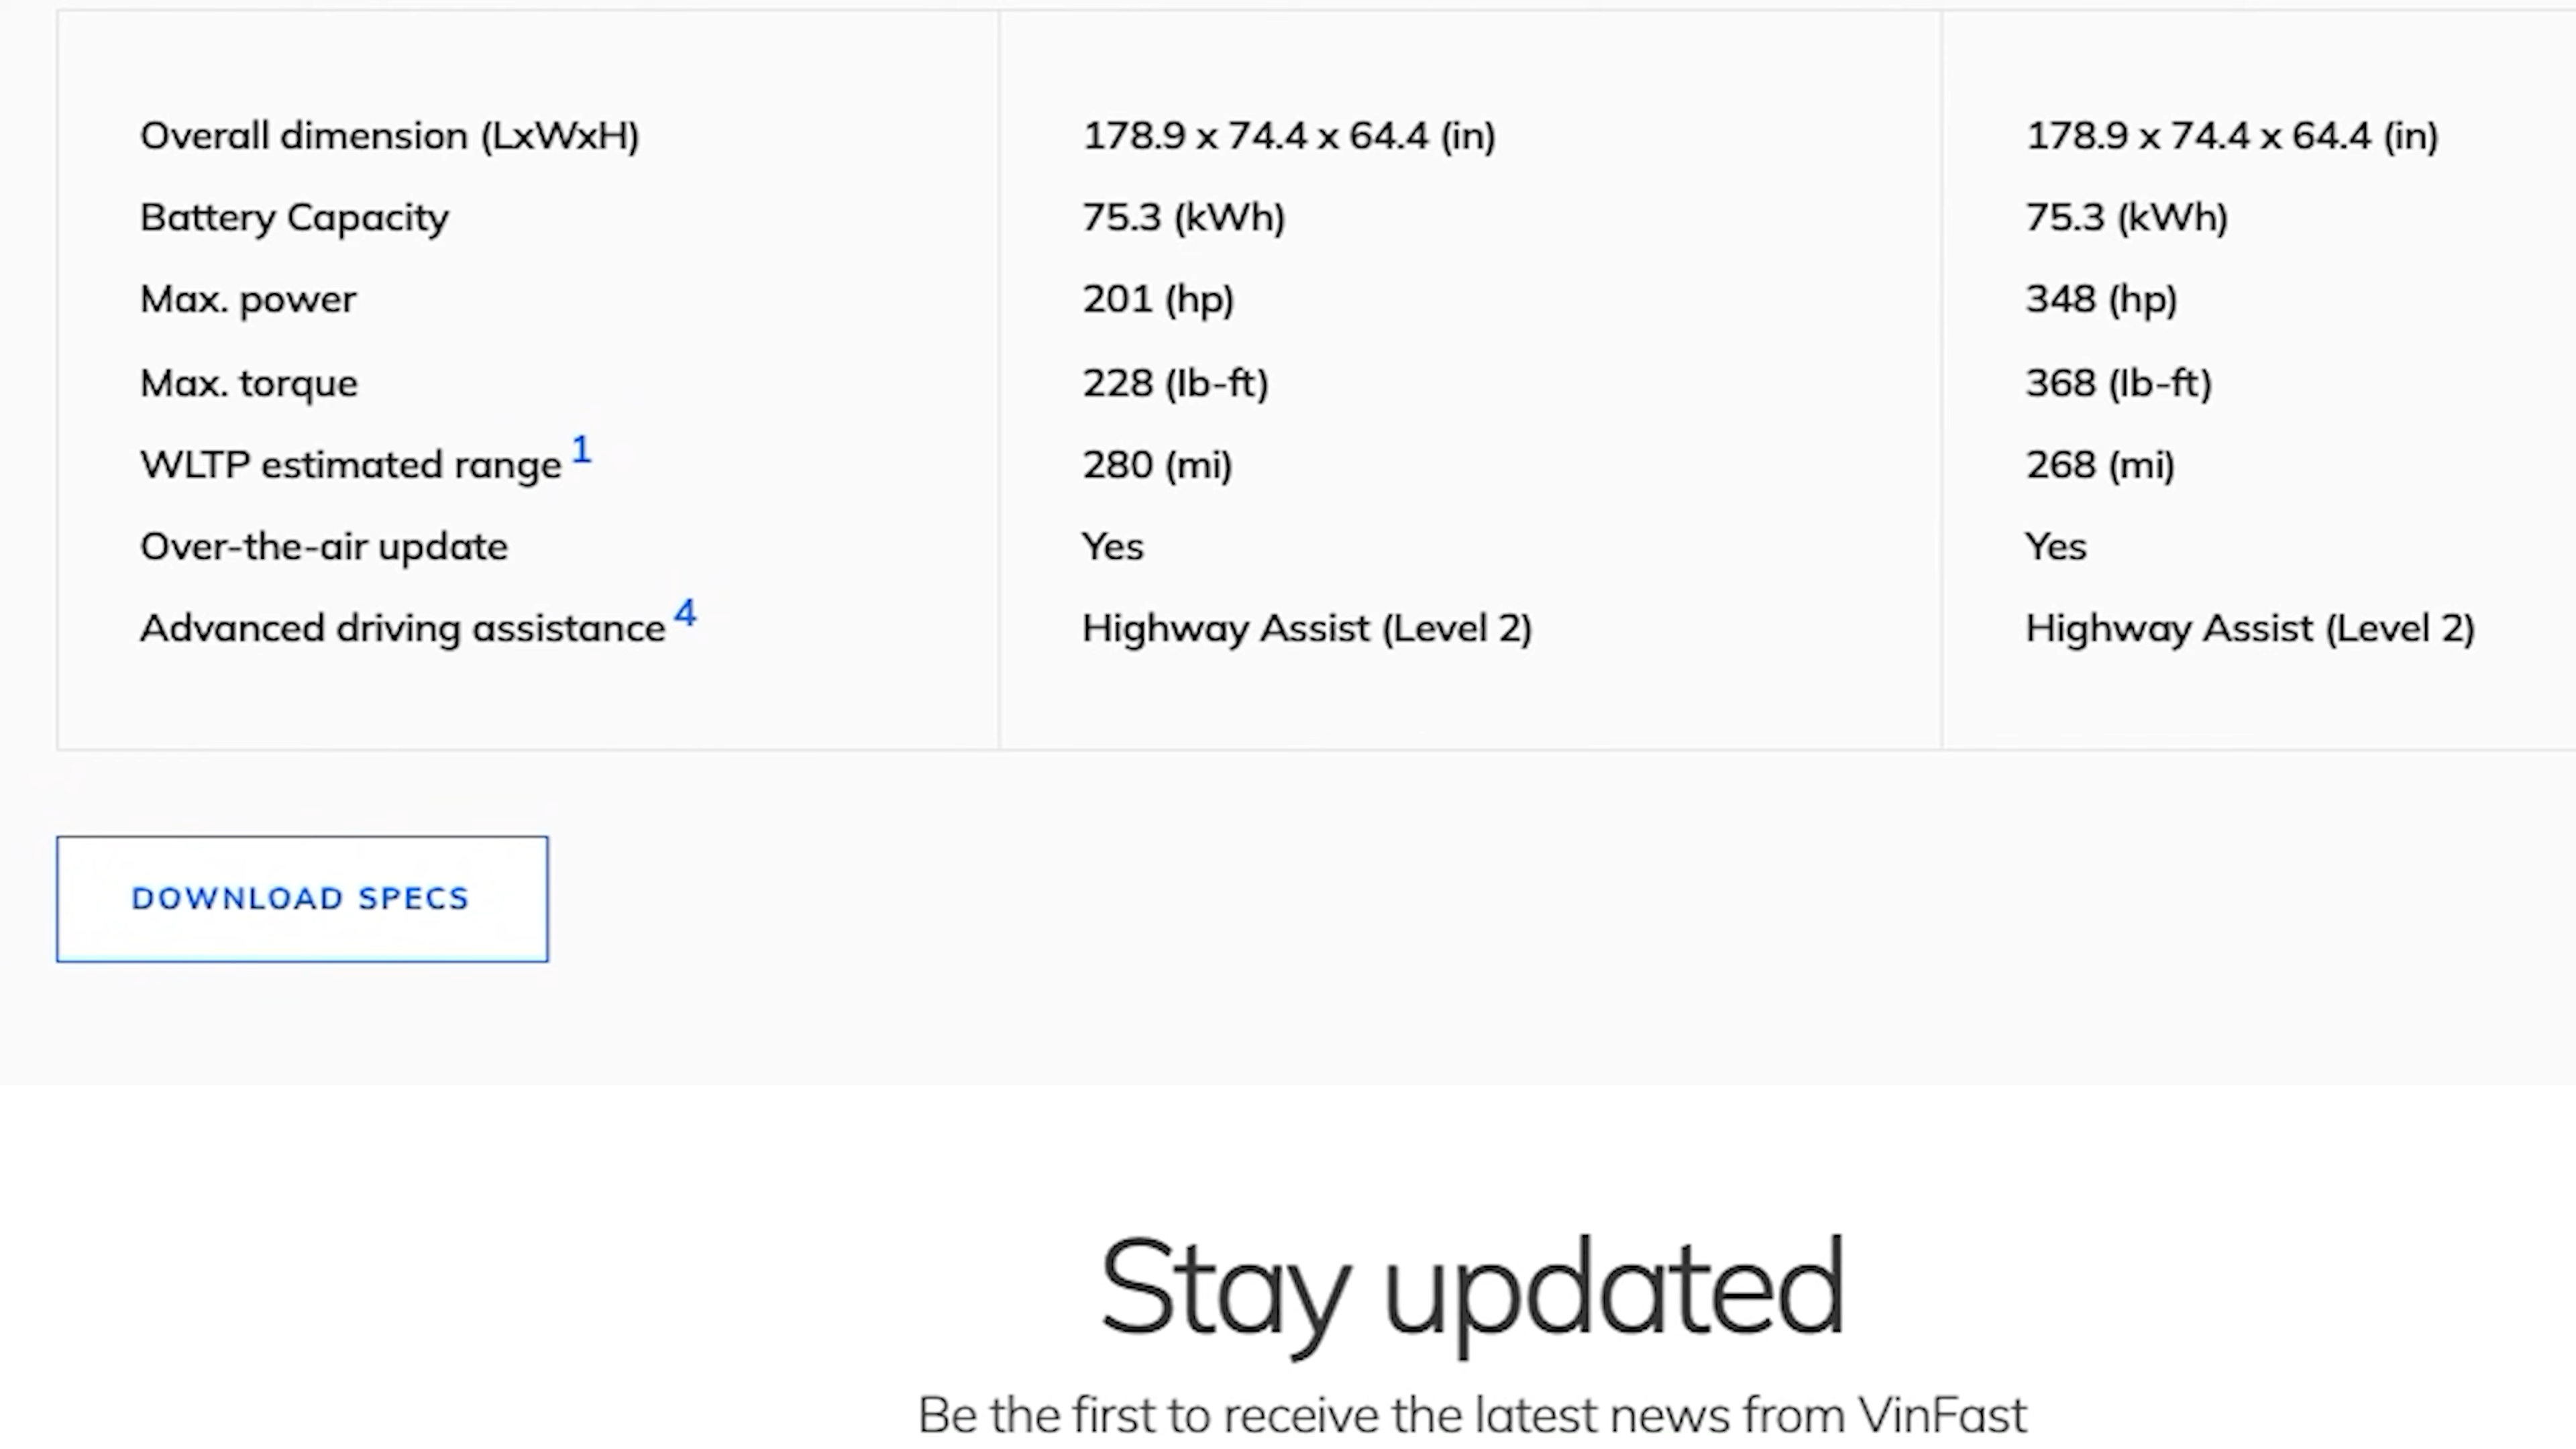 Overall dimension (LxWxH) 178.9 x 74.4 x 64.4 (in) 178.9 x 74.4 x 64.4 (in)
Battery Capacity 75.3 (kWh) 75.3 (kWh)
Max. power 201 (hp) 348 (hp)
Max. torque 228 (lb-ft) 368 (lb-ft)
WLTP estimated range 1 280 (mi) 268 (mi)
Over-the-air update Yes Yes
Advanced driving assistance 4 Highway Assist (Level 2) Highway Assist (Level 2)
DOWNLOAD SPECS
Stay updated
Be the first to receive the latest news from VinFast